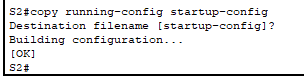 S2#copy running-config startup-config
Destination filename [startup-config]?
Building configuration...
[OK]
S2#